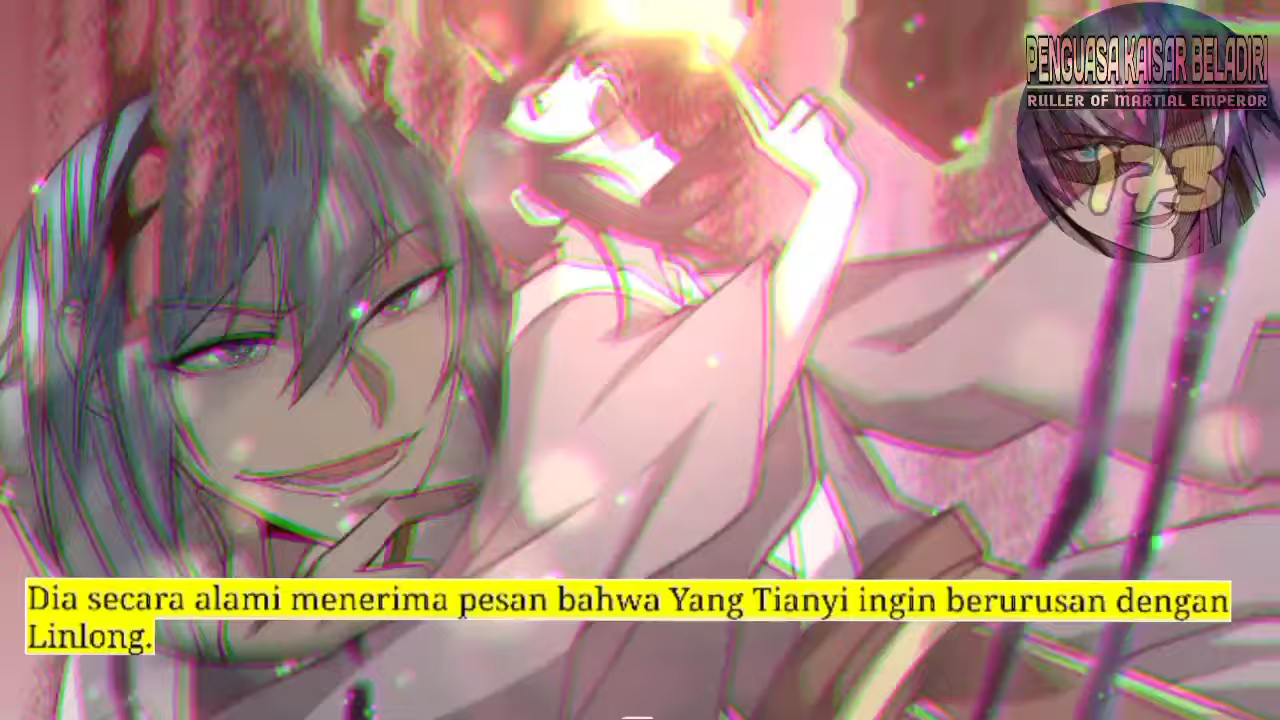 PENGUASA KAISAR BELADIRI
RULLER OF MARTIAL EMPEROR
173
Dia secara alami menerima pesan bahwa Yang Tianyi ingin berurusan dengan
Linlong.